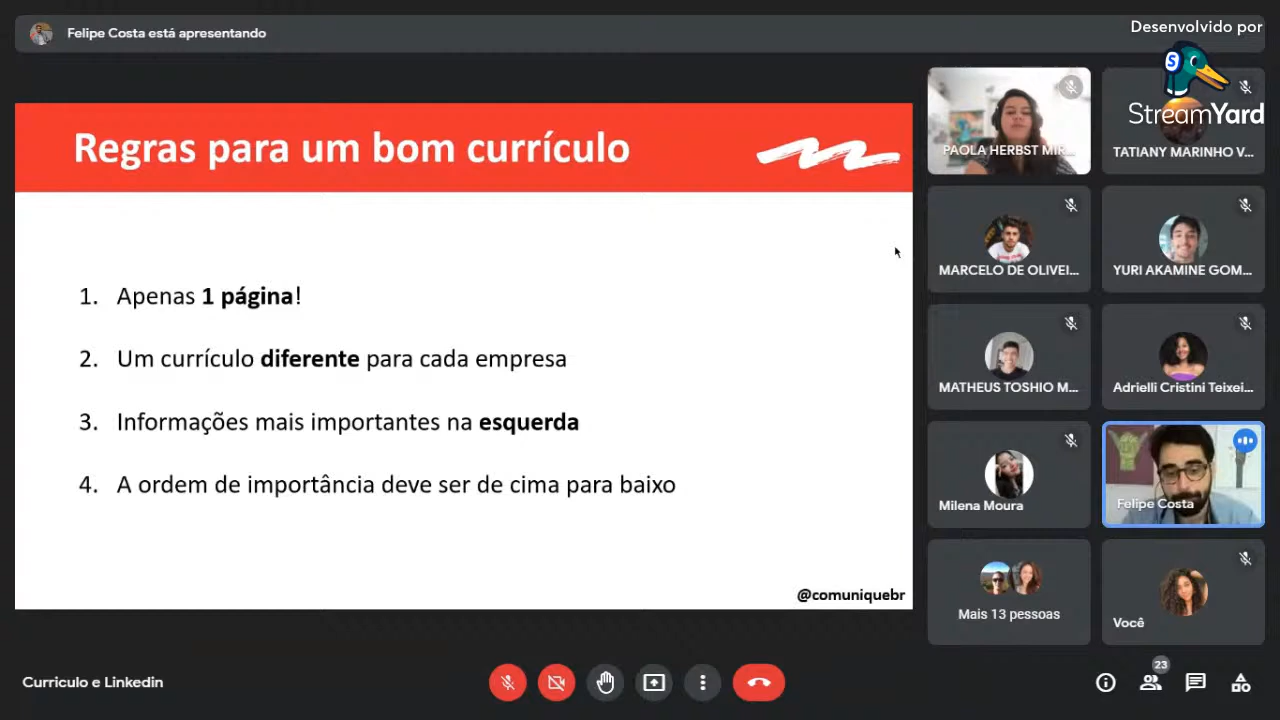 Felipe Costa está apresentando
Desenvolvido por
S
StreamYard
Regras para um bom currículo
1. Apenas 1 página!
2. Um currículo diferente para cada empresa
3. Informações mais importantes na esquerda
4. A ordem de importância deve ser de cima para baixo
@comuniquebr
PAOLA HERBST MIR...
TATIANY MARINHO V...
MARCELO DE OLIVEI...
YURI AKAMINE GOM...
MATHEUS TOSHIO M...
Adrielli Cristini Teixei...
Milena Moura
Felipe Costa
Mais 13 pessoas
Você
Curriculo e Linkedin
23